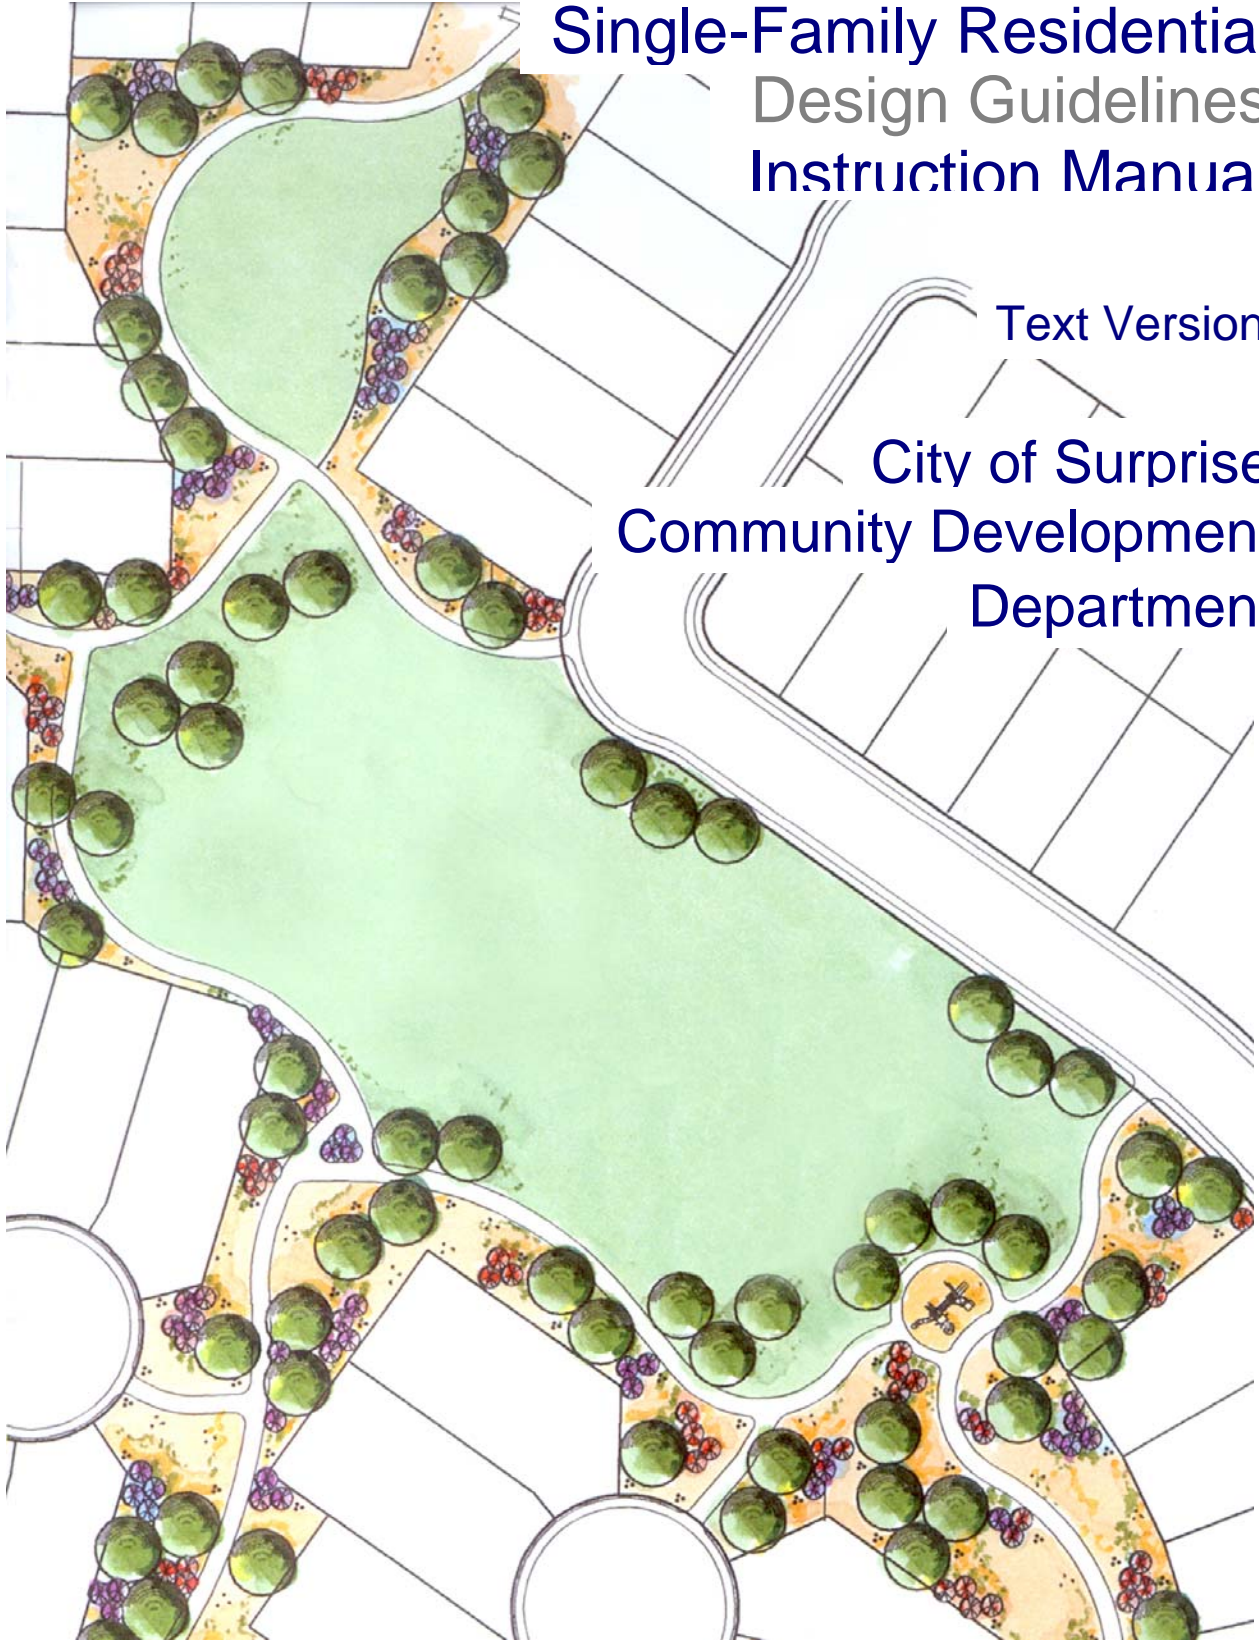 Single-Family Residentia
Design Guidelines
Instruction Manua
Text Version
City of Surprise
Community Developmen
Departmen